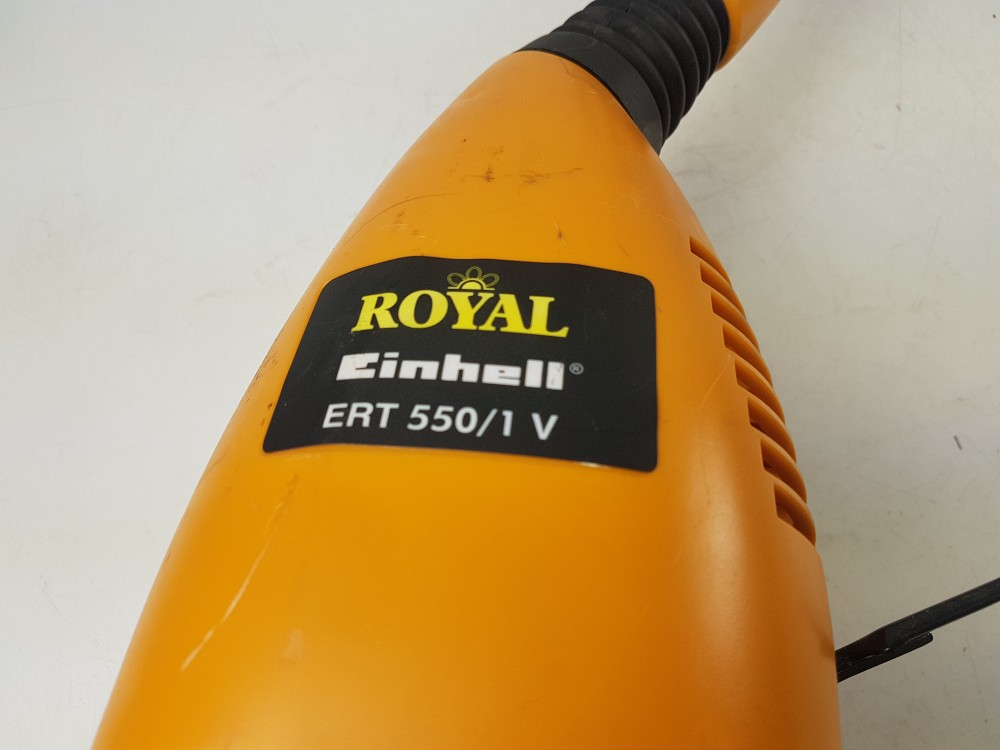 ROYAL
Einhell®
ERT 550/1 V